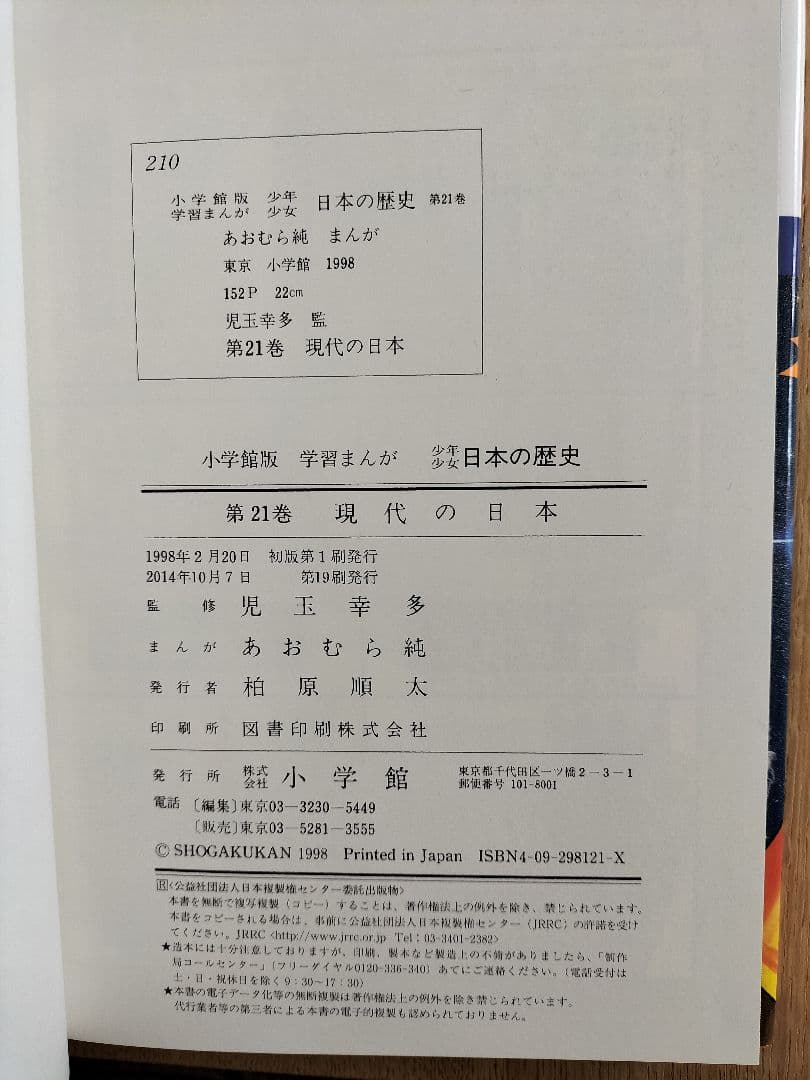 210
小学館版 少年
学習まんが 少女 日本の歴史 第21巻
あおむら純 まんが
東京 小学館 1998
152P 22cm
児玉幸多 監
第21巻 現代の日本
小学館版 学習まんが 少年少女 日本の歴史
第21巻 現代の日本
1998年2月20日 初版第1刷発行
2014年10月7日 第19刷発行
監修 児玉幸多
まんが あおむら純
発行者 柏原順太
印刷所 図書印刷株式会社
発行所 株式会社 小学館 東京都千代田区一ツ橋2-3-1
郵便番号 101-8001
電話 〔編集〕東京03-3230-5449
〔販売〕東京03-5281-3555
© SHOGAKUKAN 1998 Printed in Japan ISBN4-09-298121-X
R<公益社団法人日本複製権センター委託出版物>
本書を無断で複写複製（コピー）することは、著作権法上の例外を除き、禁じられています。
本書をコピーされる場合は、事前に公益社団法人日本複製権センター（JRRC）の許諾を受け
てください。JRRC<http://www.jrrc.or.jp Tel：03-3401-2382>
★造本には十分注意しておりますが、印刷、製本など製造上の不備がありましたら、「制作
局コールセンター」（フリーダイヤル0120-336-340）あてにご連絡ください。（電話受付は
土・日・祝休日を除く9：30～17：30）
★本書の電子データ化等の無断複製は著作権法上の例外を除き禁じられています。
代行業者等の第三者による本書の電子的複製も認められておりません。